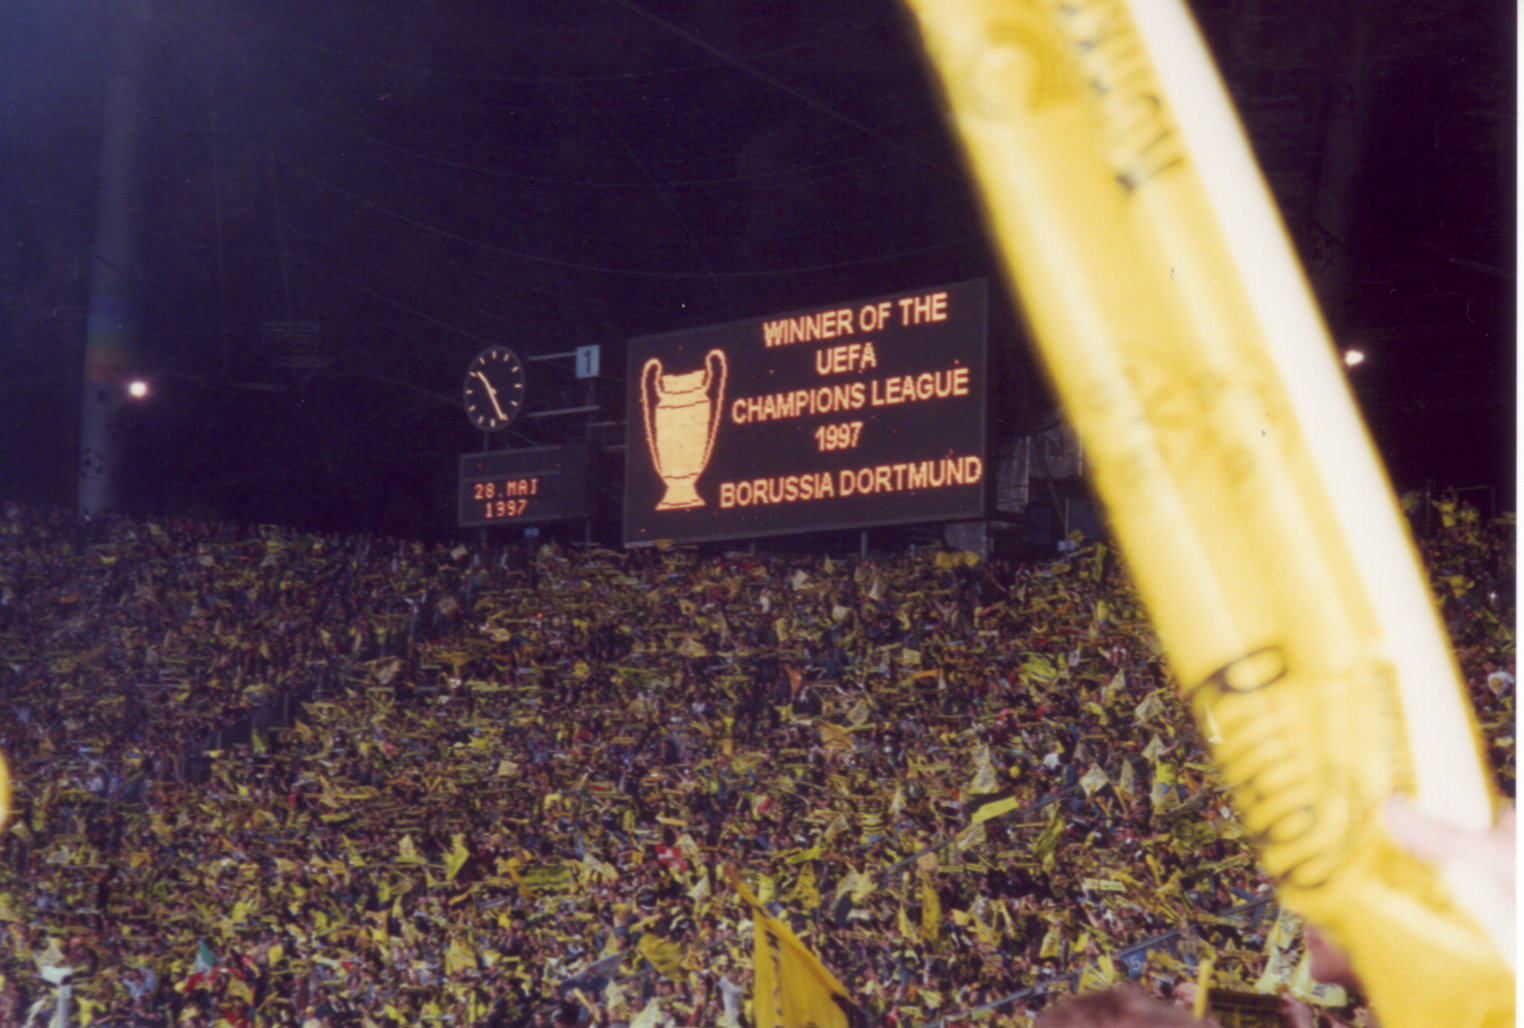 1
WINNER OF THE
UEFA
CHAMPIONS LEAGUE
1997
BORUSSIA DORTMUND
28.MAI
1997